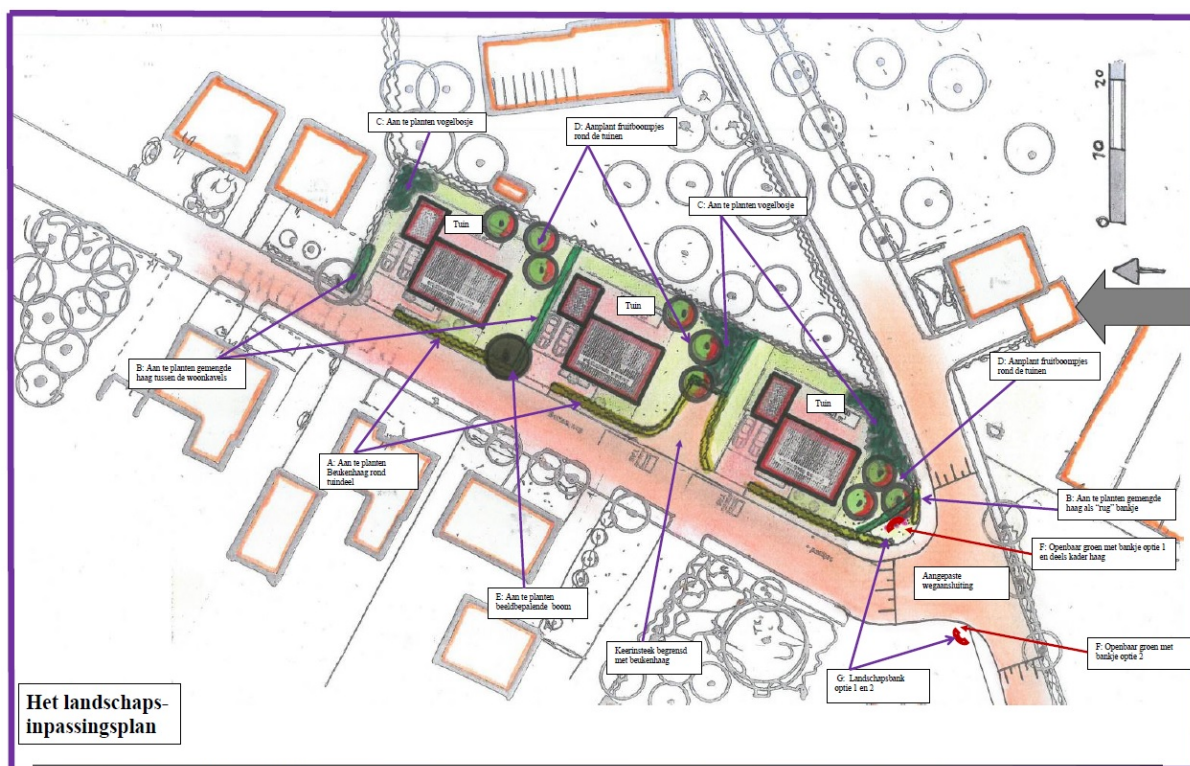 C: Aan te planten vogelbosje
D: Aanplant fruitboompjes
rond de tuinen
20
10
0
C: Aan te planten vogelbosje
Tuin
Tuin
B: Aan te planten gemengde
haag tussen de woonkavels
D: Aanplant fruitboompjes
rond de tuinen
Tuin
A: Aan te planten
Beukenhaag rond
tuindeel
B: Aan te planten gemengde
haag als "rug" bankje
F: Openbaar groen met bankje optie 1
en deels kader haag
Aangepaste
wegaansluiting
E: Aan te planten
beeldbepalende boom
Keerinsteek begrensd
met beukenhaag
F: Openbaar groen met
bankje optie 2
G: Landschapsbank
optie 1 en 2
Het landschaps-
inpassingsplan